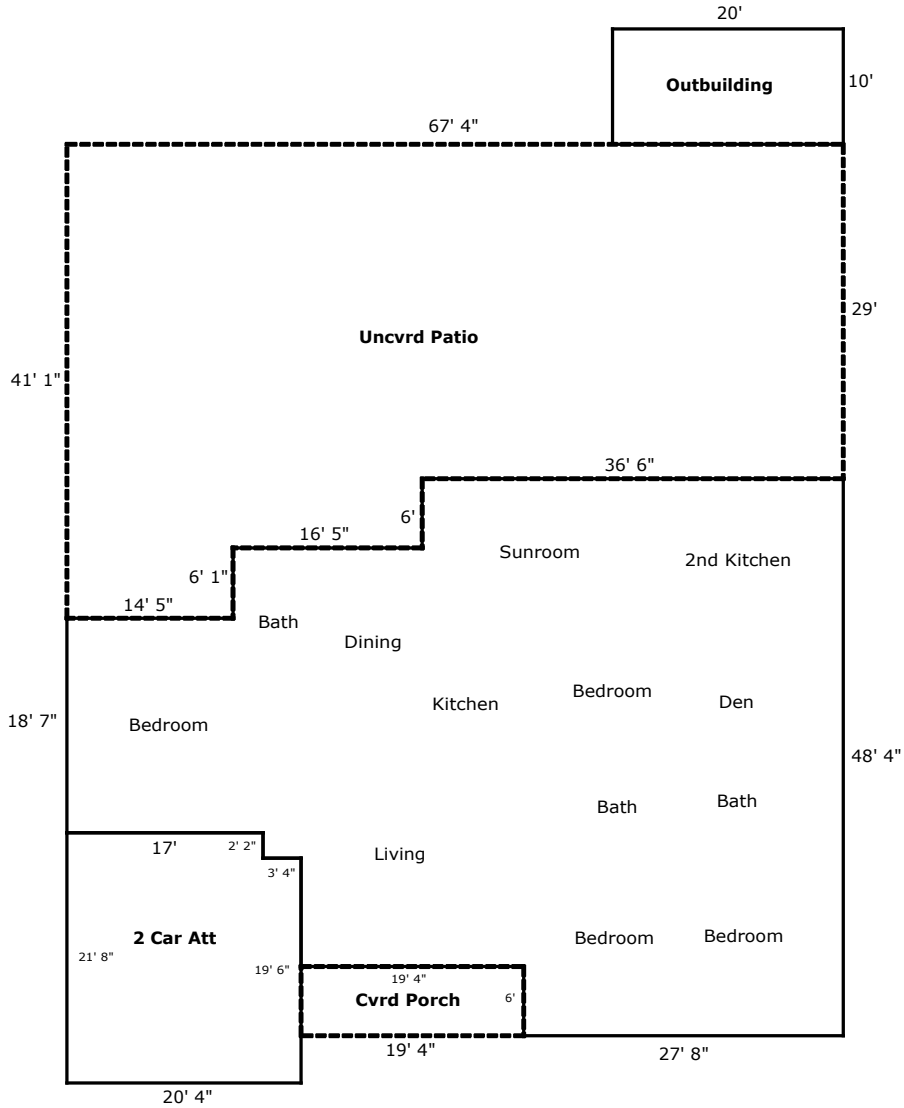 20'
Outbuilding
10'
67' 4"
Uncvrd Patio
29'
41' 1"
36' 6"
6'
16' 5"
Sunroom
2nd Kitchen
6' 1"
14' 5"
Bath
Dining
Bedroom
Den
Kitchen
18' 7"
Bedroom
48' 4"
Bath
Bath
17'
2' 2"
Living
3' 4"
2 Car Att
Bedroom
Bedroom
21' 8"
19' 6"
19' 4"
Cvrd Porch
6'
19' 4"
27' 8"
20' 4"